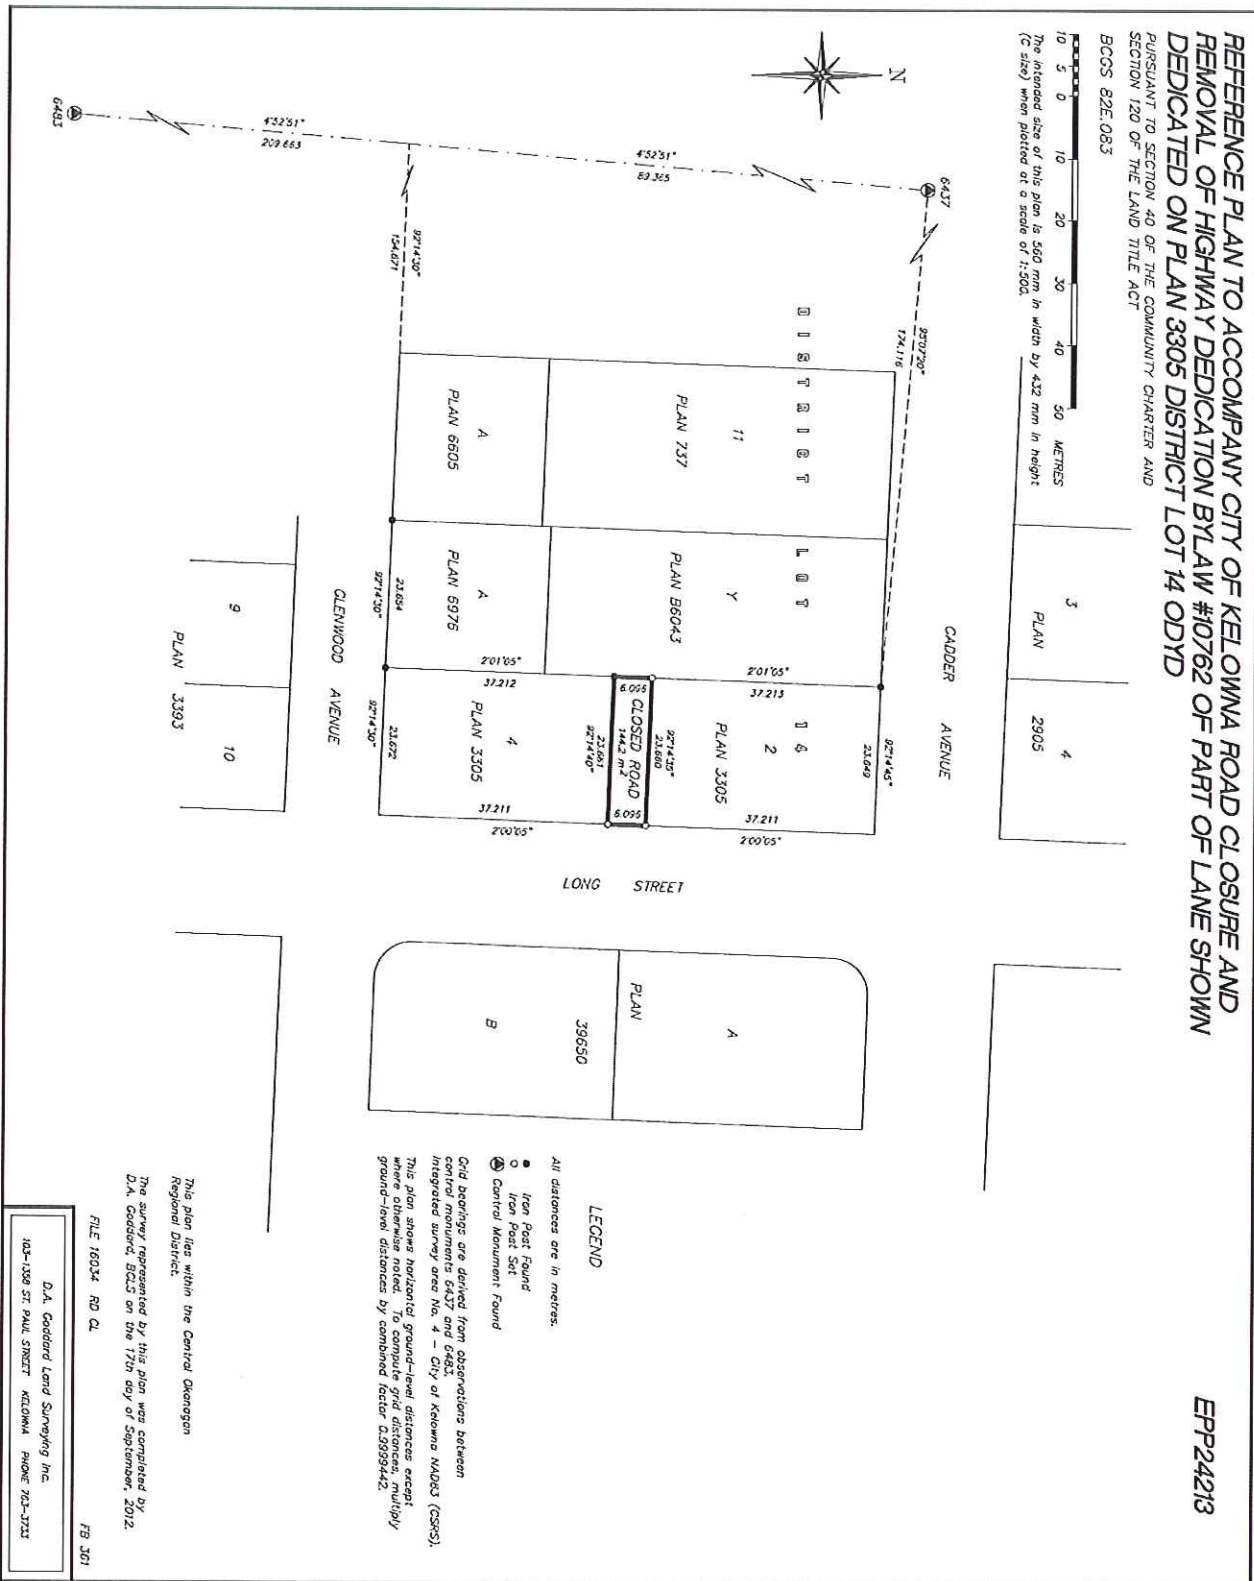 REFERENCE PLAN TO ACCOMPANY CITY OF KELOWNA ROAD CLOSURE AND
REMOVAL OF HIGHWAY DEDICATION BYLAW #10762 OF PART OF LANE SHOWN
DEDICATED ON PLAN 3305 DISTRICT LOT 14 ODYD
EPP24213
PURSUANT TO SECTION 40 OF THE COMMUNITY CHARTER AND
SECTION 120 OF THE LAND TITLE ACT
BCGS 82E.083
10 5 0 10 20 30 40 50 METRES
The intended size of this plan is 560 mm in width by 432 mm in height
(C size) when plotted at a scale of 1:500.
N
3
PLAN
4
2905
6437
95°07'20"
174.116
CADDER AVENUE
92°14'45"
23.649
4°52'51"
89.365
DISTRICT LOT 14
11
PLAN 737
Y
PLAN B6043
2°01'05"
37.213
2
PLAN 3305
37.211
2°00'05"
92°14'35"
23.660
6.095
CLOSED ROAD
144.2 m²
6.095
23.661
92°14'40"
LONG STREET
A
PLAN
39650
B
A
PLAN 6605
A
PLAN 6976
2°01'05"
37.212
4
PLAN 3305
37.211
2°00'05"
4°52'51"
209.663
6483
92°14'30"
154.671
23.654
92°14'30"
23.672
92°14'30"
GLENWOOD AVENUE
9
10
PLAN 3393
LEGEND
All distances are in metres.
Iron Post Found
Iron Post Set
Control Monument Found
Grid bearings are derived from observations between
control monuments 6437 and 6483.
Integrated survey area No. 4 - City of Kelowna NAD83 (CSRS).
This plan shows horizontal ground-level distances except
where otherwise noted. To compute grid distances, multiply
ground-level distances by combined factor 0.9999442.
This plan lies within the Central Okanagan
Regional District.
The survey represented by this plan was completed by
D.A. Goddard, BCLS on the 17th day of September, 2012.
FILE 16034 RD CL
FB 361
D.A. Goddard Land Surveying Inc.
103-1358 ST. PAUL STREET KELOWNA PHONE 763-3733